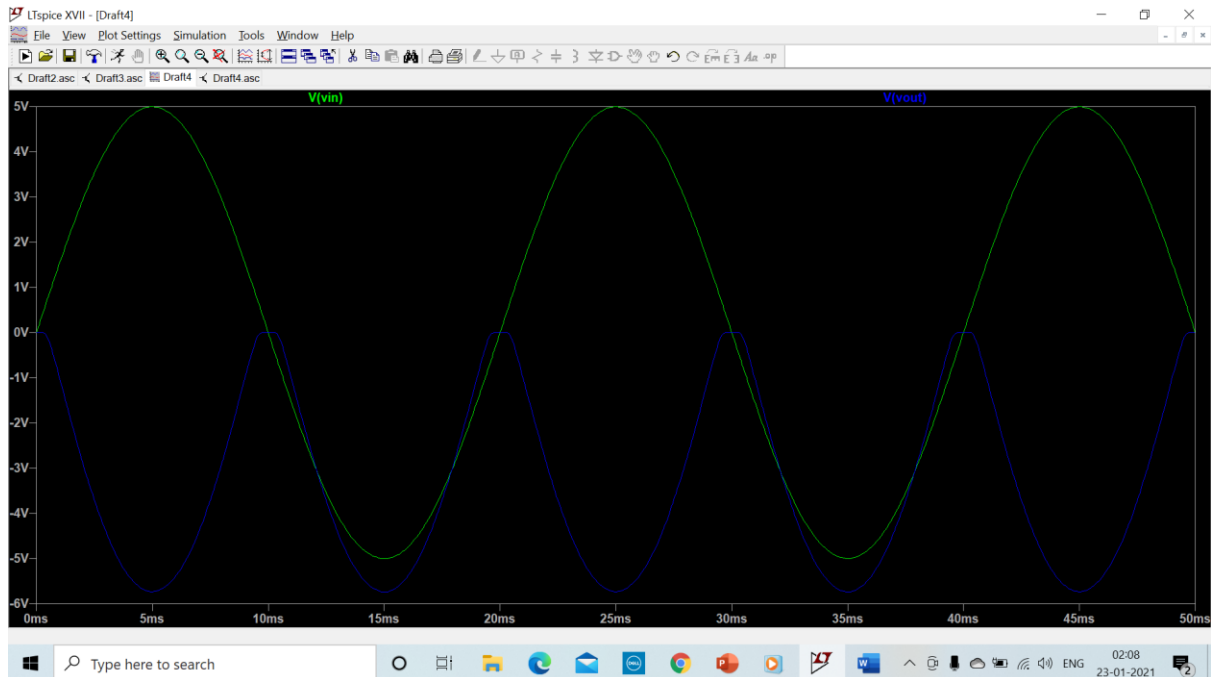 LTspice XVII - [Draft4]
File View Plot Settings Simulation Tools Window Help
Draft2.asc Draft3.asc Draft4 Draft4.asc
V(vin) V(vout)
5V
4V
3V
2V
1V
0V
-1V
-2V
-3V
-4V
-5V
-6V
0ms 5ms 10ms 15ms 20ms 25ms 30ms 35ms 40ms 45ms 50ms
Type here to search
ENG
02:08
23-01-2021
2